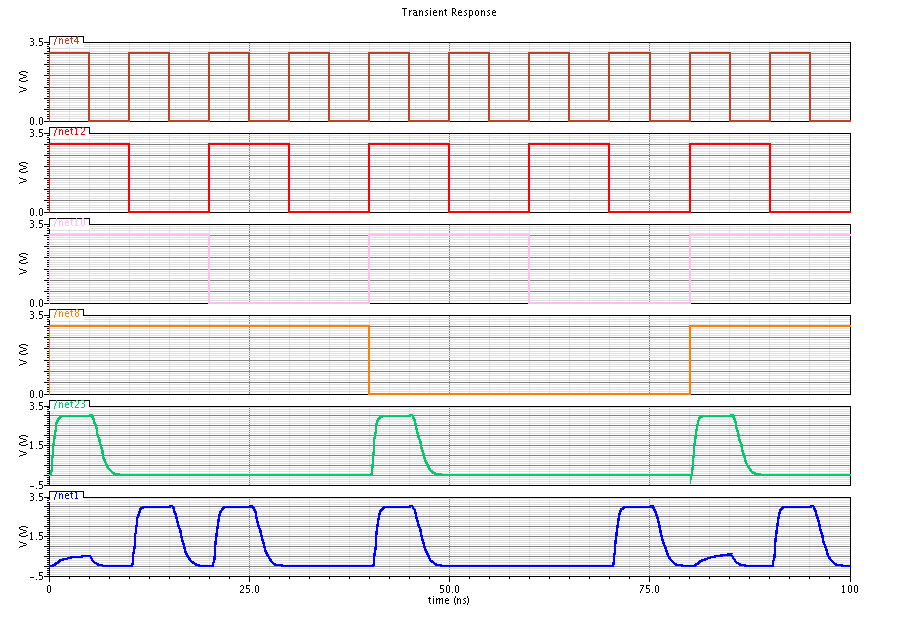 Transient Response
/net4
3.5
V (V)
0.0
/net12
3.5
V (V)
0.0
3.5
V (V)
0.0
/net8
3.5
V (V)
0.0
/net23
3.5
V (V)
1.5
-.5
/net1
3.5
V (V)
1.5
-.5
0 25.0 50.0 75.0 100
time (ns)